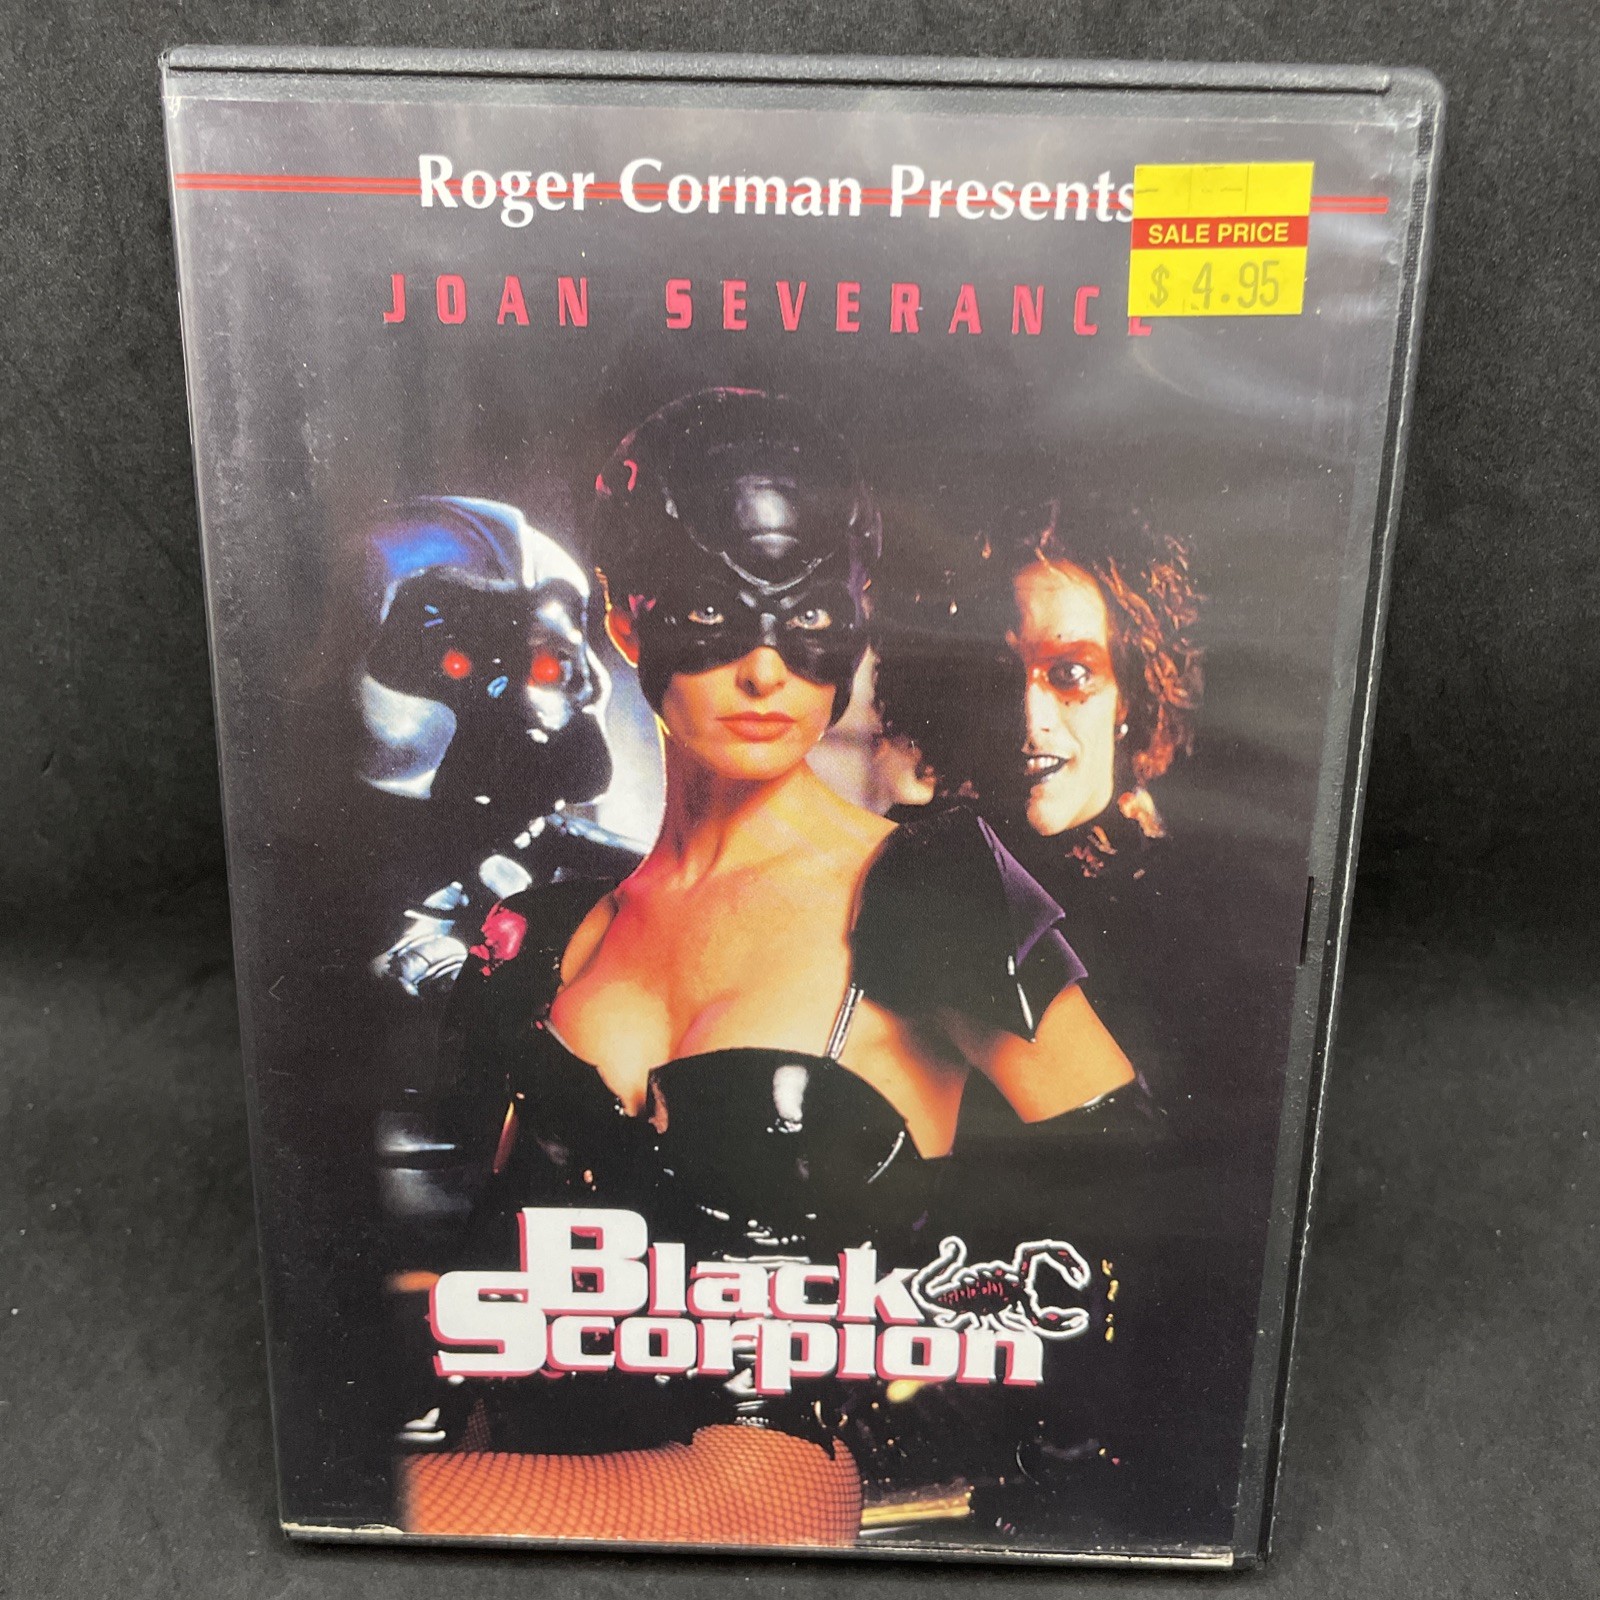 Roger Corman Presents
SALE PRICE
$ 4.95
JOAN SEVERANCE
Black
Scorpion